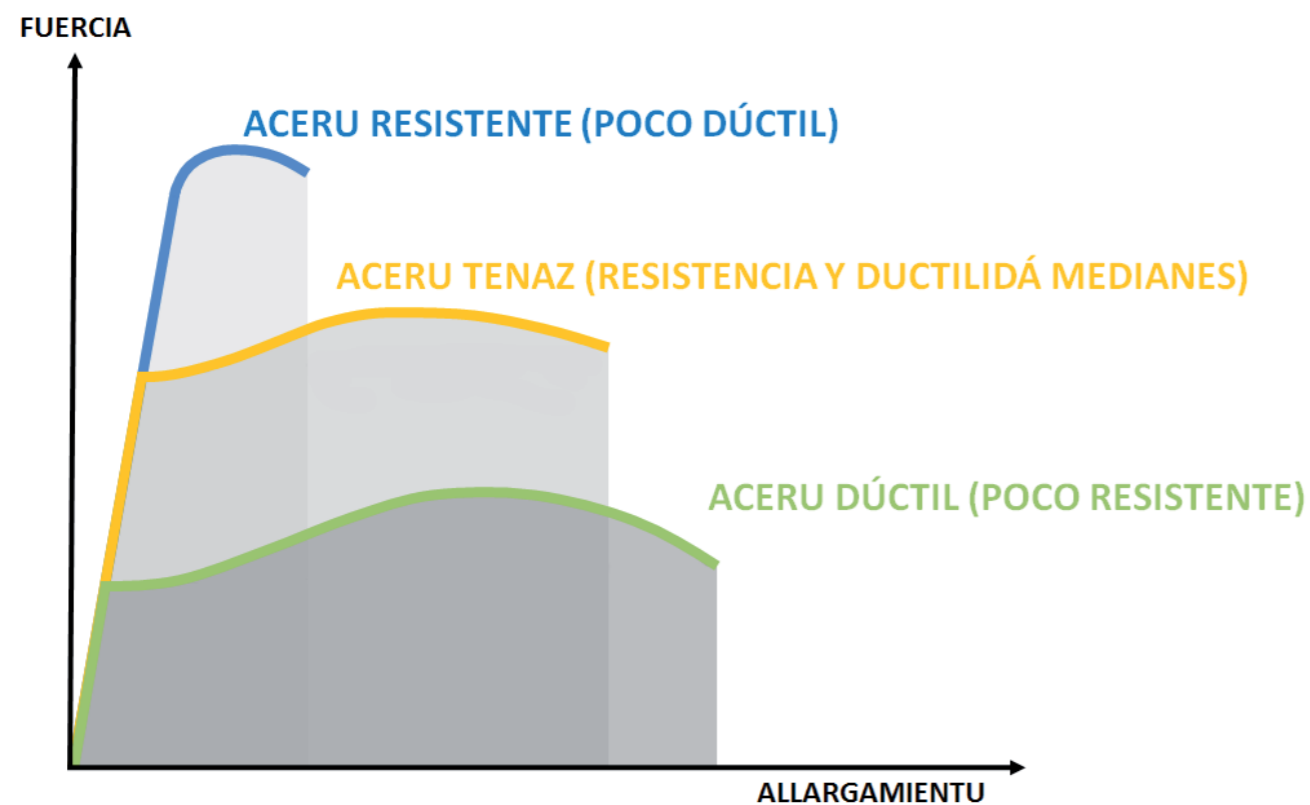 FUERCIA
ACERU RESISTENTE (POCO DÚCTIL)
ACERU TENAZ (RESISTENCIA Y DUCTILIDÁ MEDIANES)
ACERU DÚCTIL (POCO RESISTENTE)
ALLARGAMIENTU